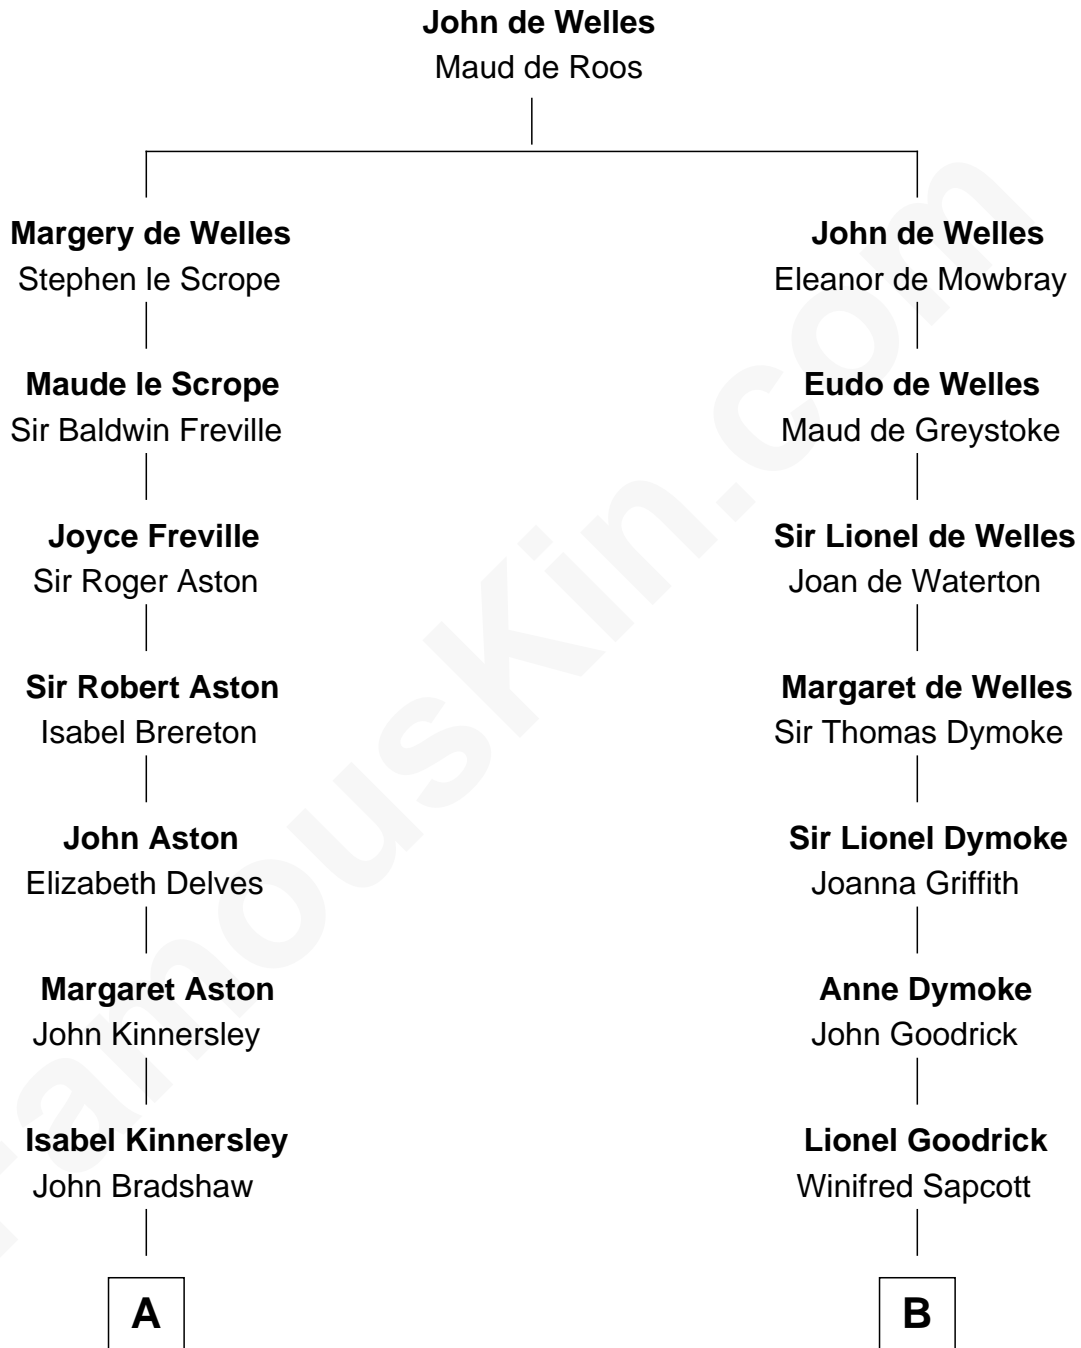 John de Welles
Maud de Roos
Margery de Welles
Stephen le Scrope
John de Welles
Eleanor de Mowbray
Maude le Scrope
Sir Baldwin Freville
Eudo de Welles
Maud de Greystoke
Joyce Freville
Sir Roger Aston
Sir Lionel de Welles
Joan de Waterton
Sir Robert Aston
Isabel Brereton
Margaret de Welles
Sir Thomas Dymoke
John Aston
Elizabeth Delves
Sir Lionel Dymoke
Joanna Griffith
Margaret Aston
John Kinnersley
Anne Dymoke
John Goodrick
Isabel Kinnersley
John Bradshaw
Lionel Goodrick
Winifred Sapcott
A
B
FamousKin.com